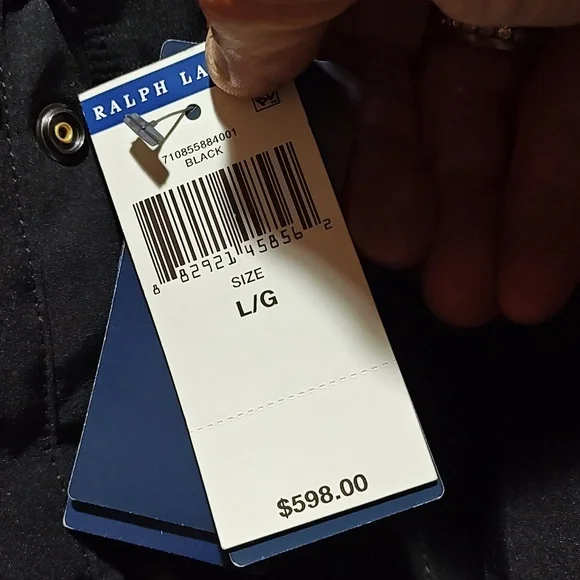 RALPH LA
710855884001
BLACK
8 82921 45856 2
SIZE
L/G
$598.00